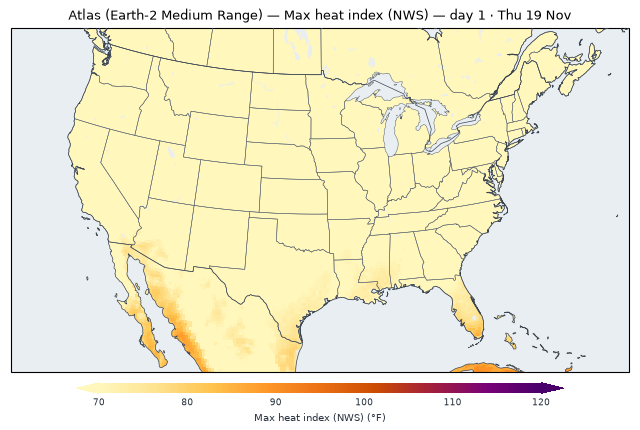 Atlas (Earth-2 Medium Range) — Max heat index (NWS) — day 1 · Thu 19 Nov
70 80 90 100 110 120
Max heat index (NWS) (°F)